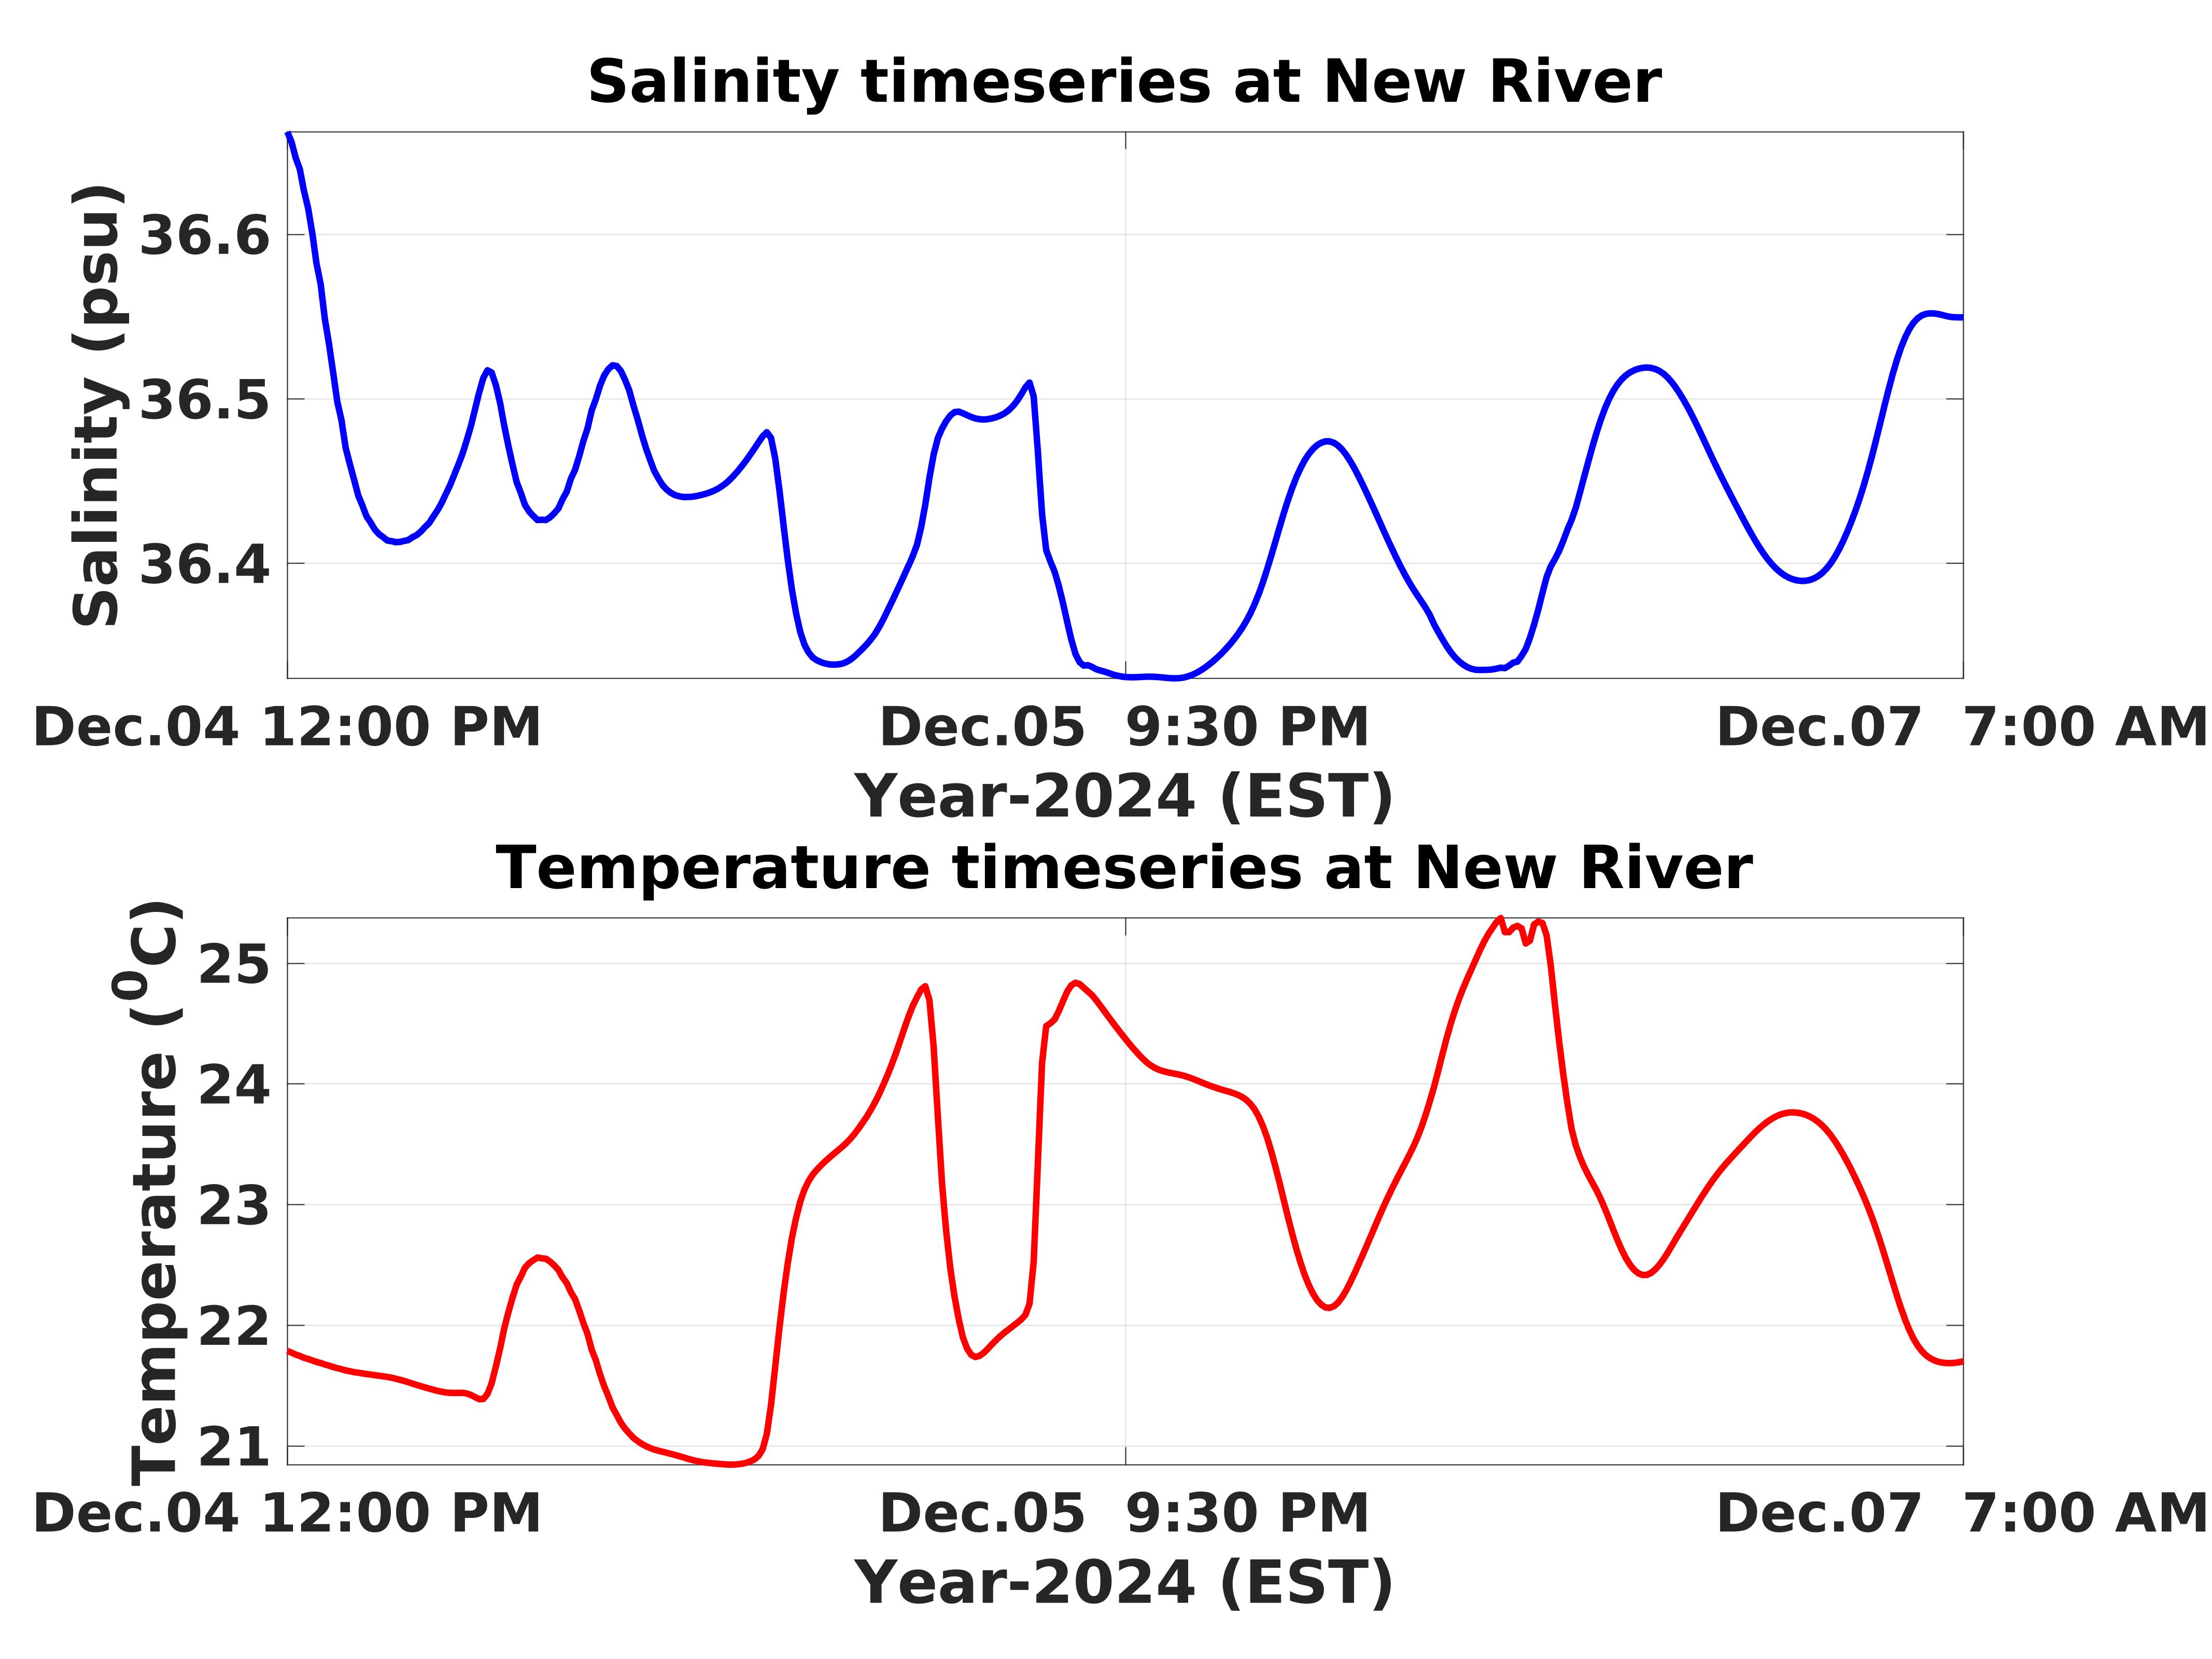 Salinity timeseries at New River
Salinity (psu)
36.6
36.5
36.4
Dec.04 12:00 PM Dec.05  9:30 PM Dec.07  7:00 AM
Year-2024 (EST)
Temperature timeseries at New River
Temperature (⁰C)
25
24
23
22
21
Dec.04 12:00 PM Dec.05  9:30 PM Dec.07  7:00 AM
Year-2024 (EST)